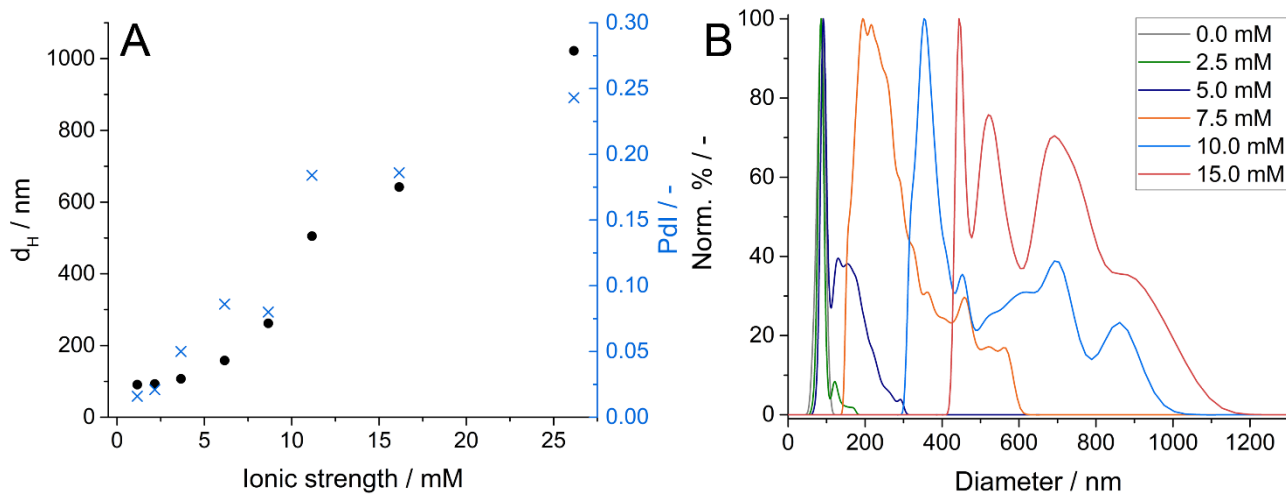 A
d_H / nm
1000
800
600
400
200
0
0
5
10
15
20
25
Ionic strength / mM
0.30
0.25
0.20
0.15
0.10
0.05
0.00
PdI / -
B
Norm. % / -
100
80
60
40
20
0
0
200
400
600
800
1000
1200
Diameter / nm
0.0 mM
2.5 mM
5.0 mM
7.5 mM
10.0 mM
15.0 mM